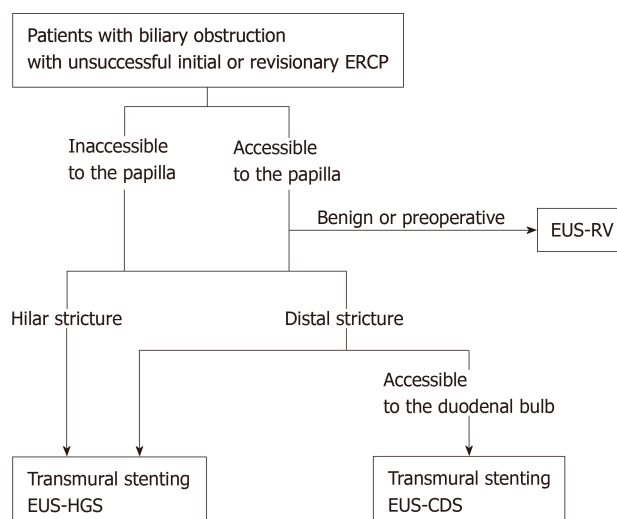 Patients with biliary obstruction
with unsuccessful initial or revisionary ERCP
Inaccessible
to the papilla
Accessible
to the papilla
Benign or preoperative
EUS-RV
Hilar stricture
Distal stricture
Accessible
to the duodenal bulb
Transmural stenting
EUS-HGS
Transmural stenting
EUS-CDS